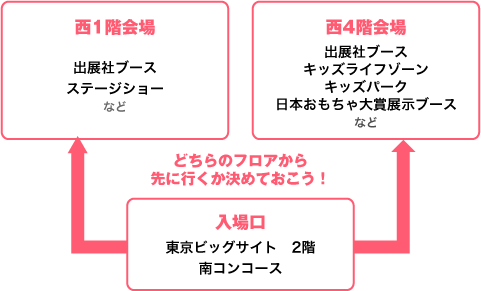 西1階会場
出展社ブース
ステージショー
など
西4階会場
出展社ブース
キッズライフゾーン
キッズパーク
日本おもちゃ大賞展示ブース
など
どちらのフロアから
先に行くか決めておこう！
入場口
東京ビッグサイト　2階
南コンコース